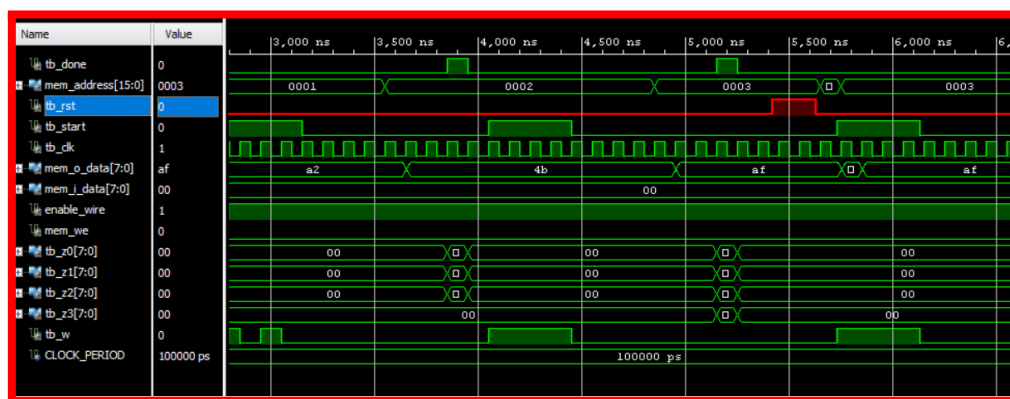 Name Value
3,000 ns 3,500 ns 4,000 ns 4,500 ns 5,000 ns 5,500 ns 6,000 ns 6,
tb_done 0
mem_address[15:0] 0003 0001 0002 0003 0003
tb_rst 0
tb_start 0
tb_clk 1
mem_o_data[7:0] af a2 4b af af
mem_i_data[7:0] 00 00
enable_wire 1
mem_we 0
tb_z0[7:0] 00 00 00 00
tb_z1[7:0] 00 00 00 00
tb_z2[7:0] 00 00 00 00
tb_z3[7:0] 00 00 00
tb_w 0
CLOCK_PERIOD 100000 ps 100000 ps